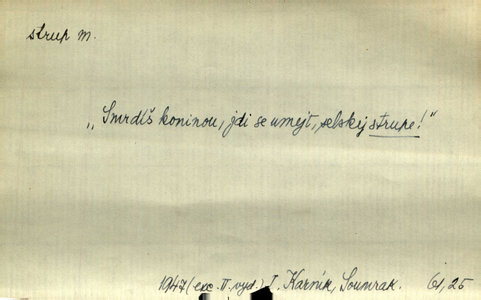 strup m.
„Smrdíš koninou, jdi se umejt, selskej strupe!"
1947 (exc. II. vyd.) I. Karník, Soumrak. 61, 25